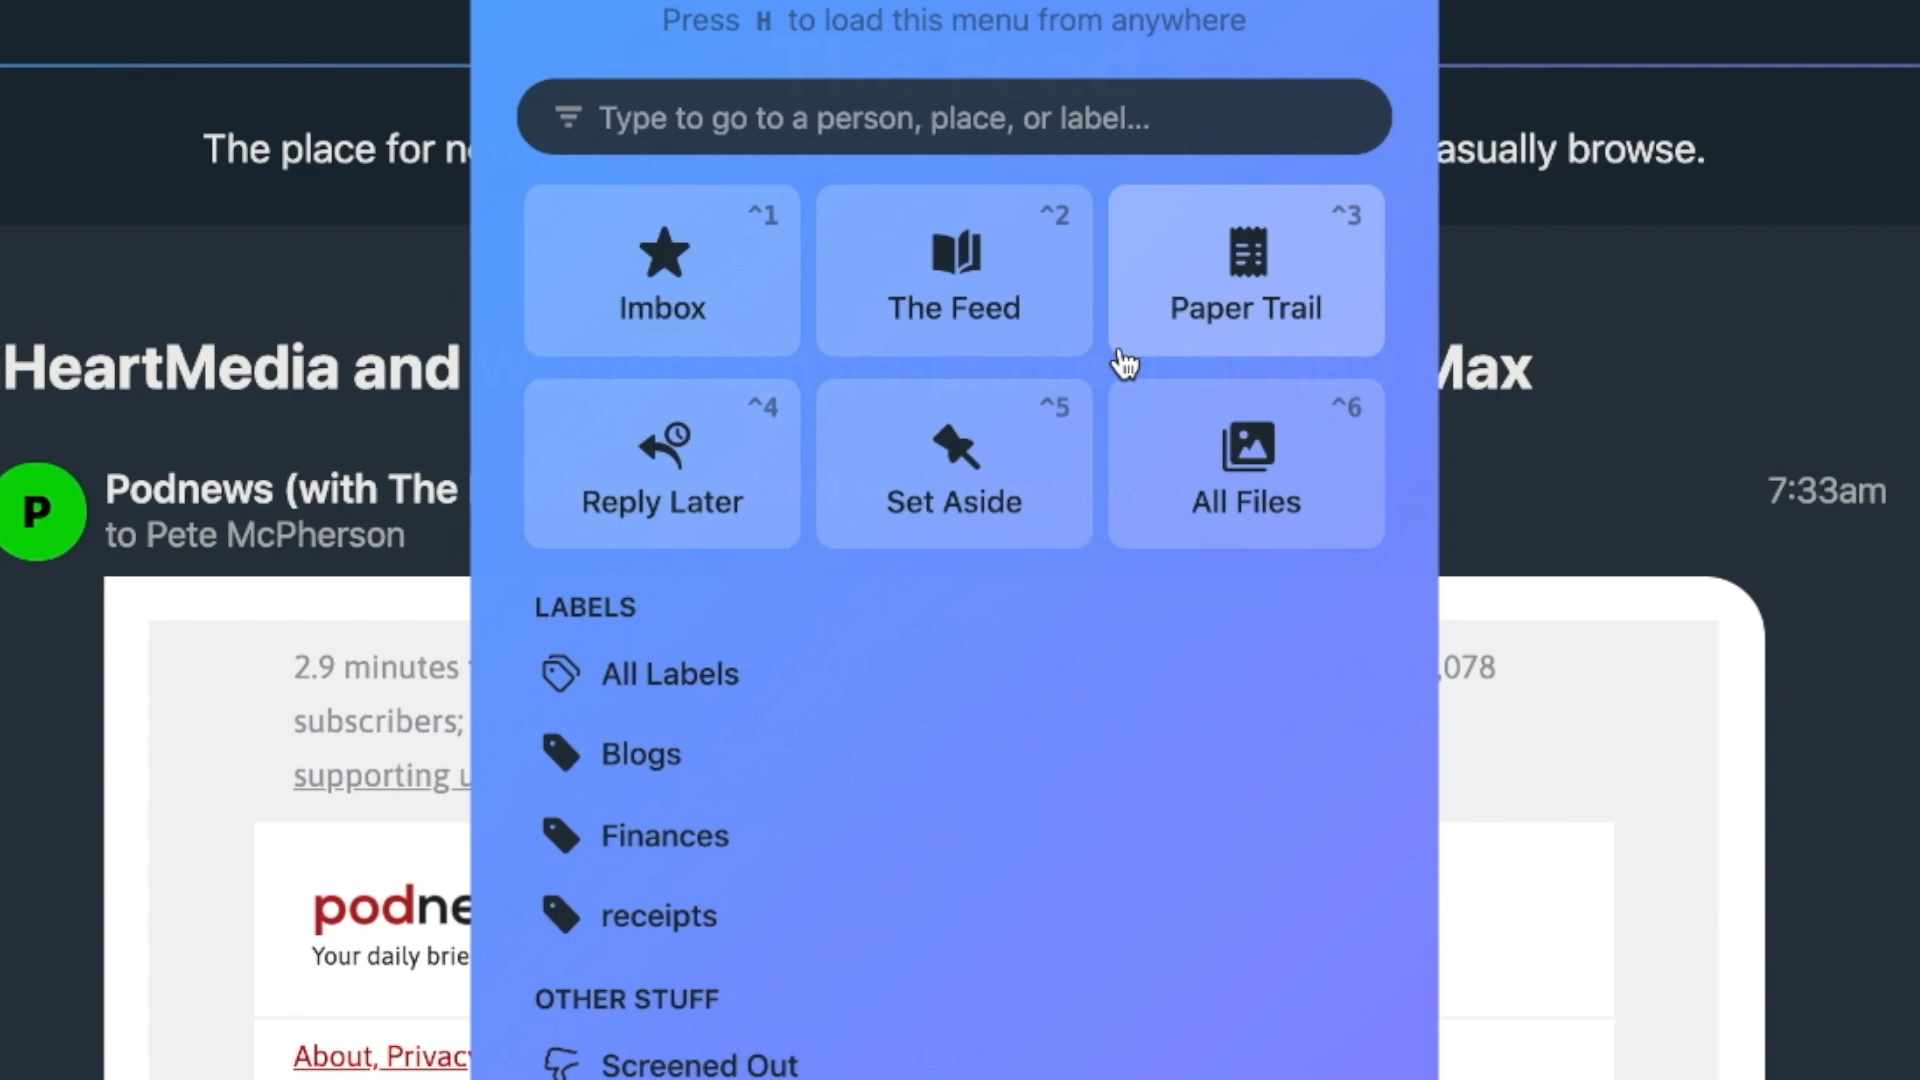 Press H to load this menu from anywhere
Type to go to a person, place, or label...
The place for
asually browse.
^1
^2
^3
Imbox
The Feed
Paper Trail
HeartMedia and
Max
^4
^5
^6
Reply Later
Set Aside
All Files
P
Podnews (with The
to Pete McPherson
7:33am
LABELS
All Labels
Blogs
Finances
receipts
OTHER STUFF
Screened Out
2.9 minutes
,078
subscribers;
supporting u
podne
Your daily brie
About, Privacy